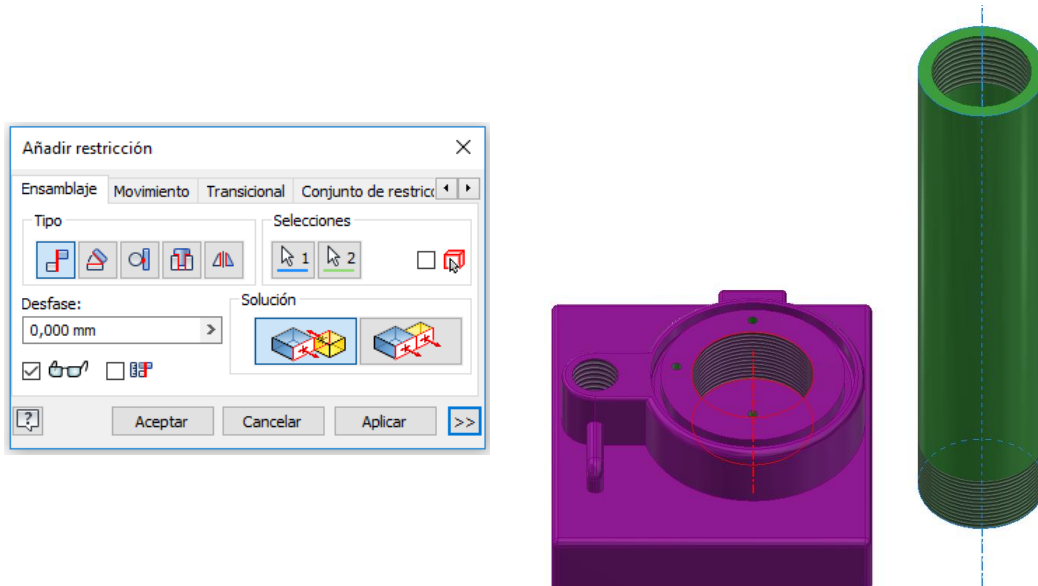 Añadir restricción
Ensamblaje Movimiento Transicional Conjunto de restricc
Tipo
Selecciones
1 2
Desfase:
0,000 mm
Solución
Aceptar Cancelar Aplicar >>